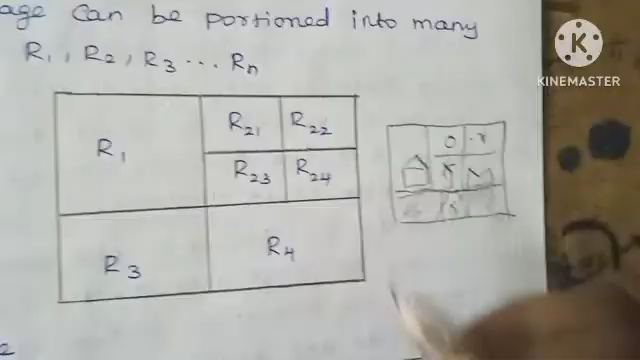 age can be portioned into many
R1, R2, R3 ... Rn
KINEMASTER
R1
R21 R22
R23 R24
R3 R4